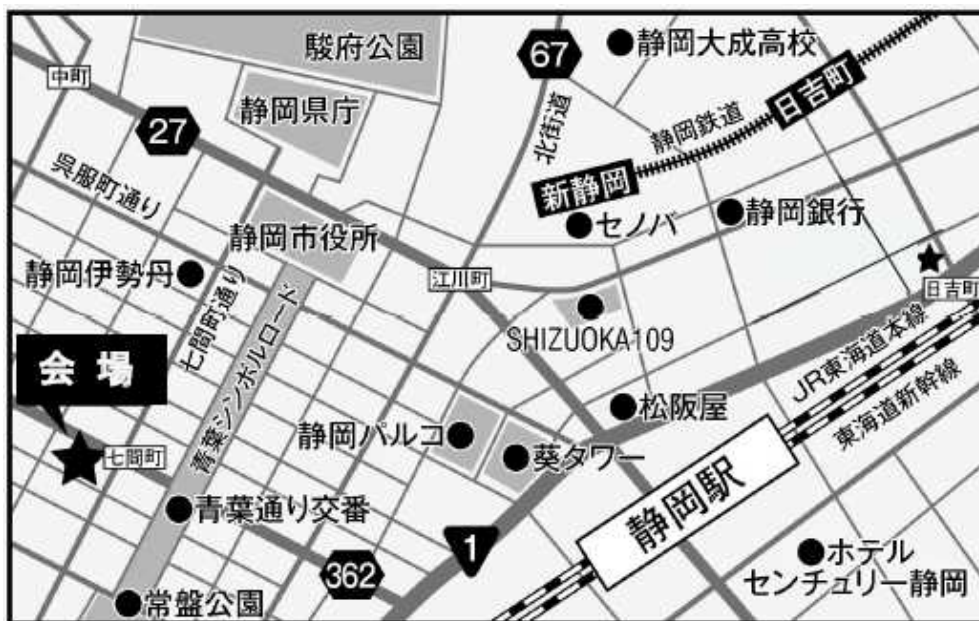 駿府公園
67
静岡大成高校
中町
日吉町
静岡県庁
静岡鉄道
27
北街道
新静岡
呉服町通り
セノバ
静岡銀行
静岡市役所
静岡伊勢丹
江川町
日吉町
七間町通り
SHIZUOKA109
青葉シンボルロード
JR東海道本線
会場
松阪屋
東海道新幹線
静岡パルコ
葵タワー
七間町
静岡駅
青葉通り交番
1
362
ホテル
センチュリー静岡
常盤公園